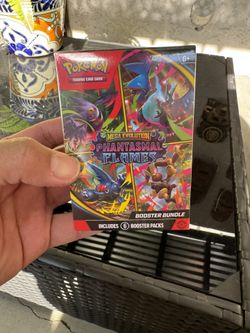 6+
POKéMON
TRADING CARD GAME
MEGA EVOLUTION
PHANTASMAL
FLAMES
BOOSTER BUNDLE
INCLUDES 6 BOOSTER PACKS